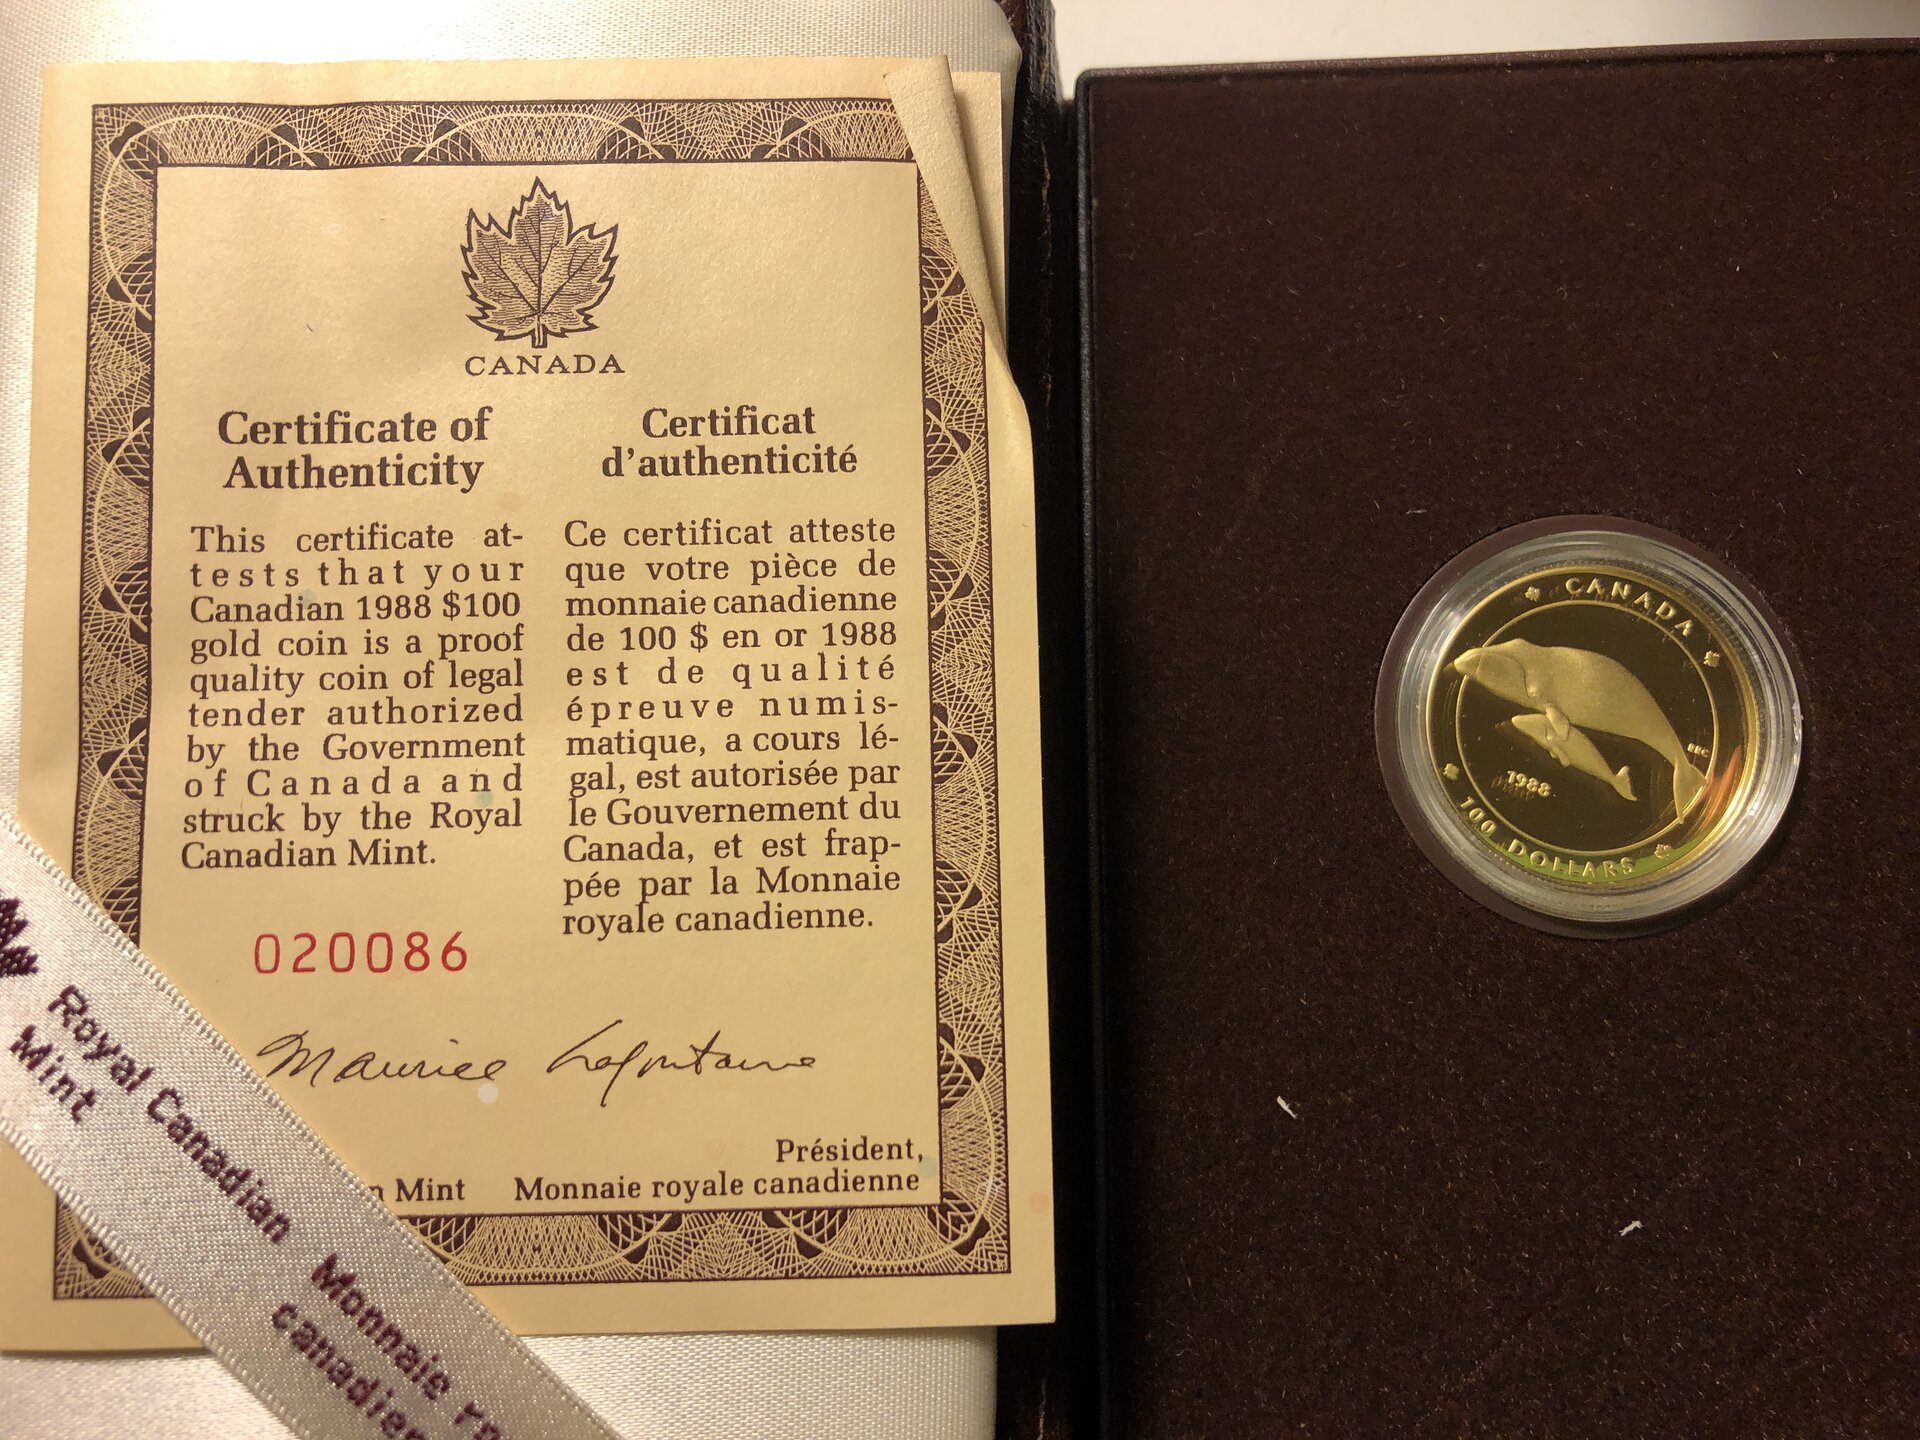 CANADA
Certificate of
Authenticity
This certificate at-
tests that your
Canadian 1988 $100
gold coin is a proof
quality coin of legal
tender authorized
by the Government
of Canada and
struck by the Royal
Canadian Mint.
020086
Certificat
d'authenticité
Ce certificat atteste
que votre pièce de
monnaie canadienne
de 100 $ en or 1988
est de qualité
épreuve numis-
matique, a cours lé-
gal, est autorisée par
le Gouvernement du
Canada, et est frap-
pée par la Monnaie
royale canadienne.
Maurice Lafontaine
Mint
Président,
Monnaie royale canadienne
Royal Canadian
Mint
Monnaie
CANADA
1988
100 DOLLARS